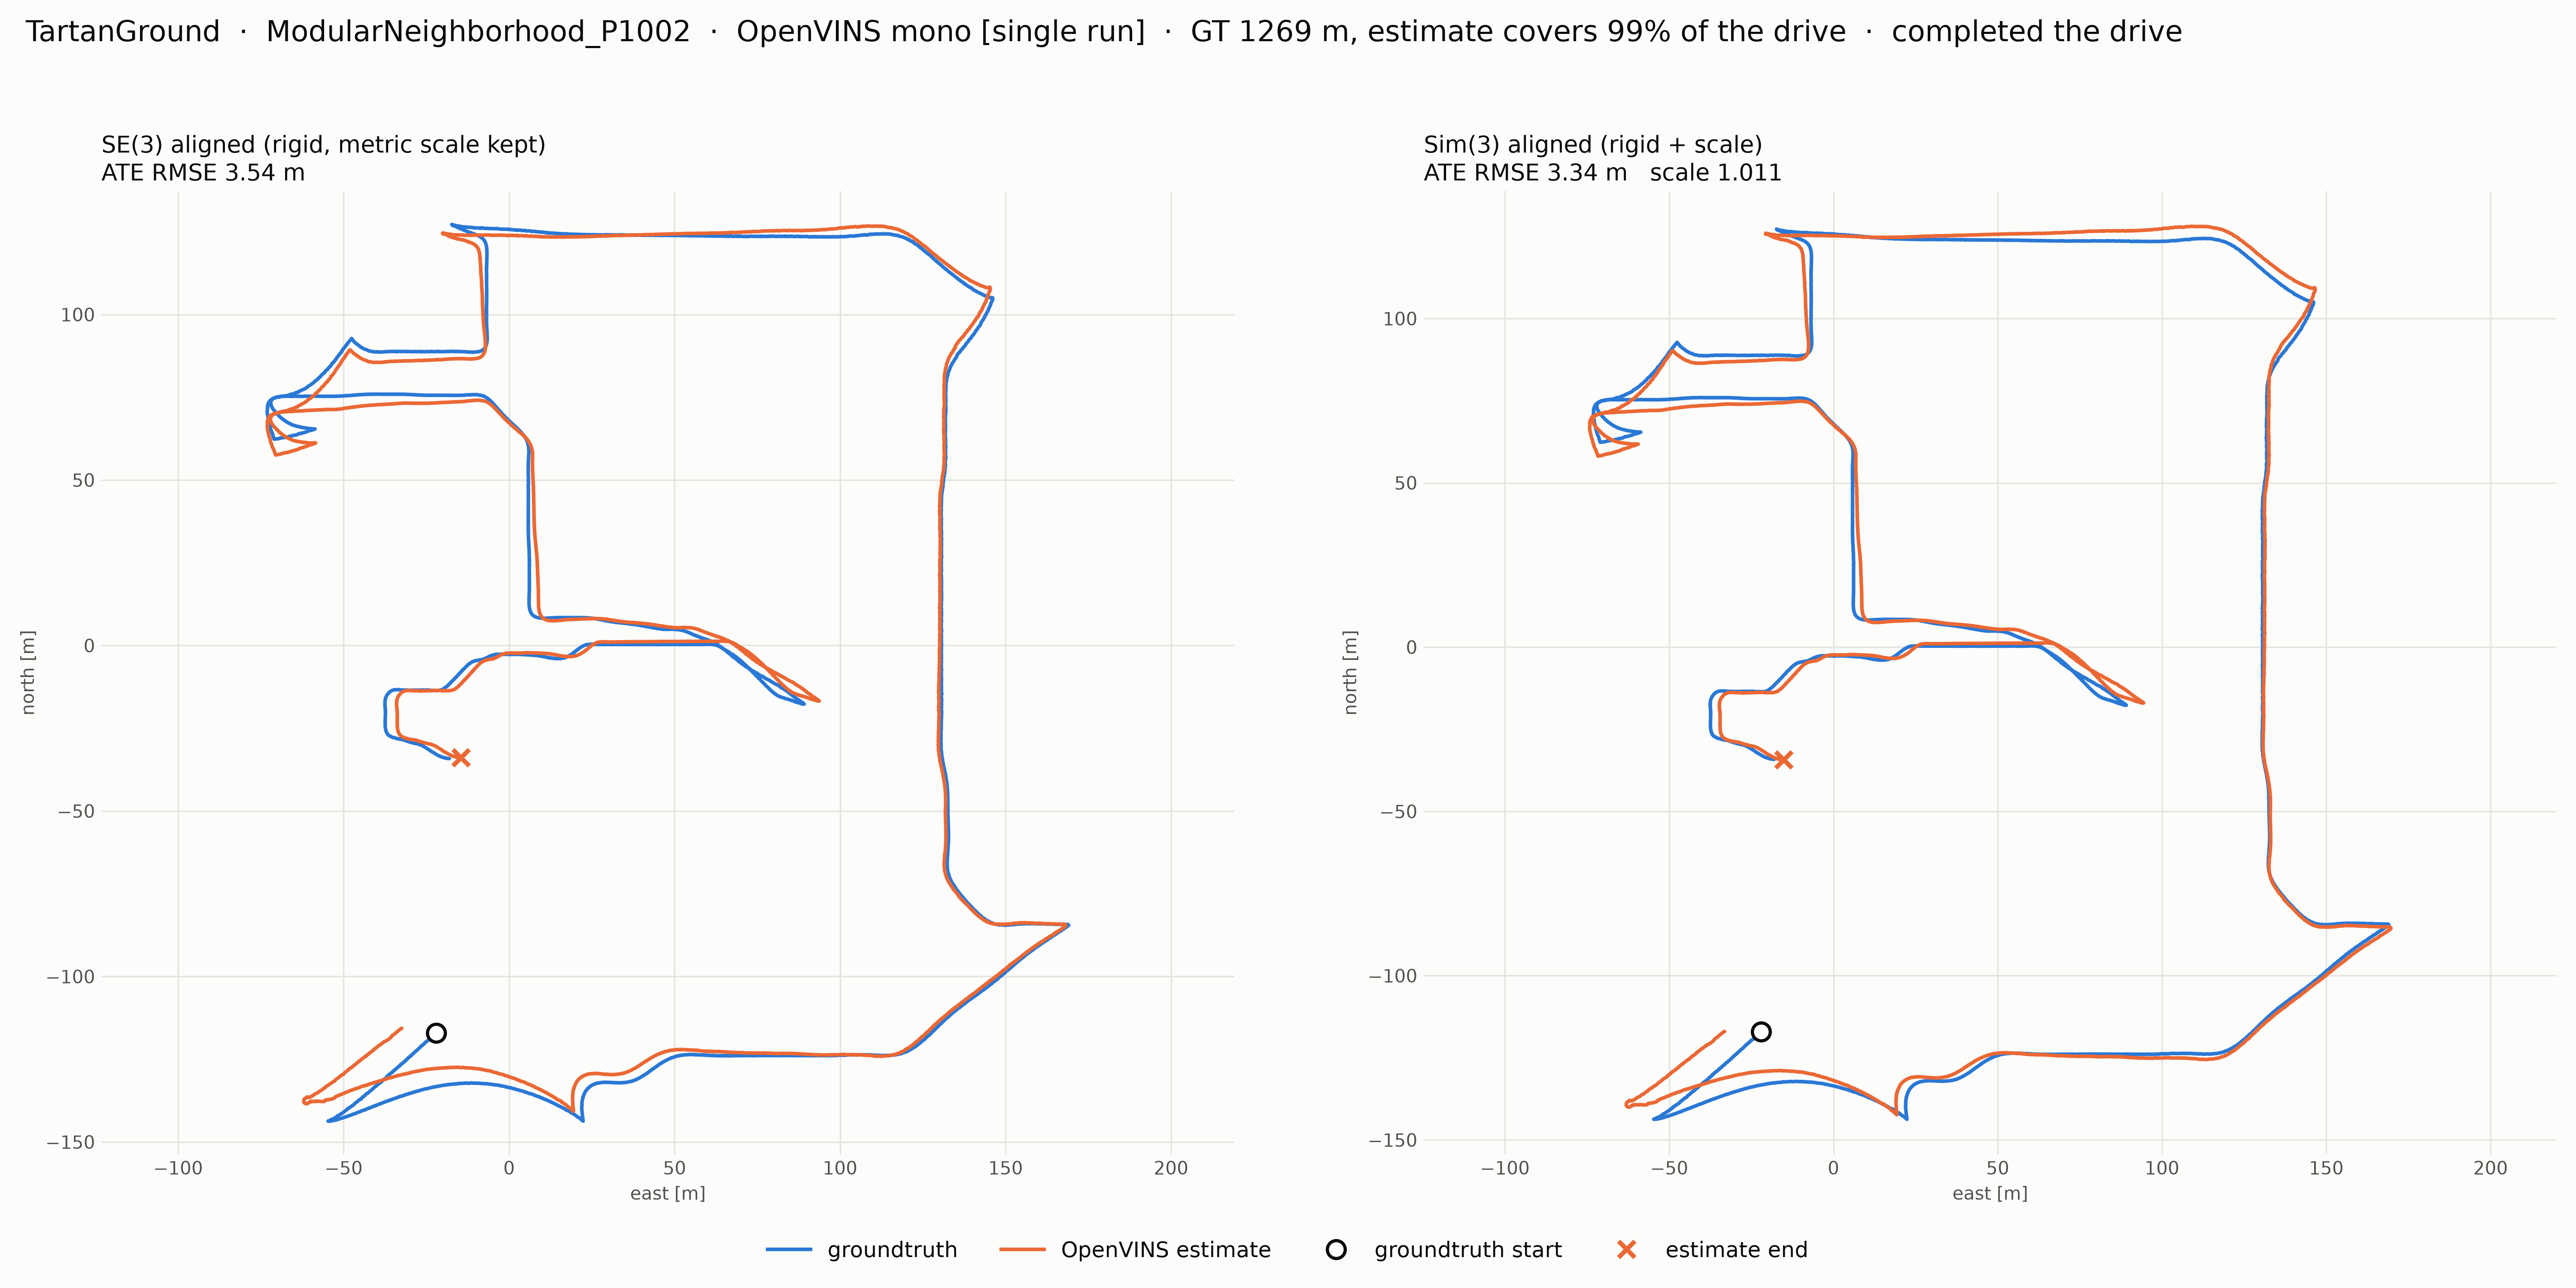 TartanGround · ModularNeighborhood_P1002 · OpenVINS mono [single run] · GT 1269 m, estimate covers 99% of the drive · completed the drive
SE(3) aligned (rigid, metric scale kept)
ATE RMSE 3.54 m
100
50
0
−50
−100
−150
north [m]
−100
−50
0
50
100
150
200
east [m]
Sim(3) aligned (rigid + scale)
ATE RMSE 3.34 m scale 1.011
100
50
0
−50
−100
−150
north [m]
−100
−50
0
50
100
150
200
east [m]
groundtruth
OpenVINS estimate
groundtruth start
estimate end